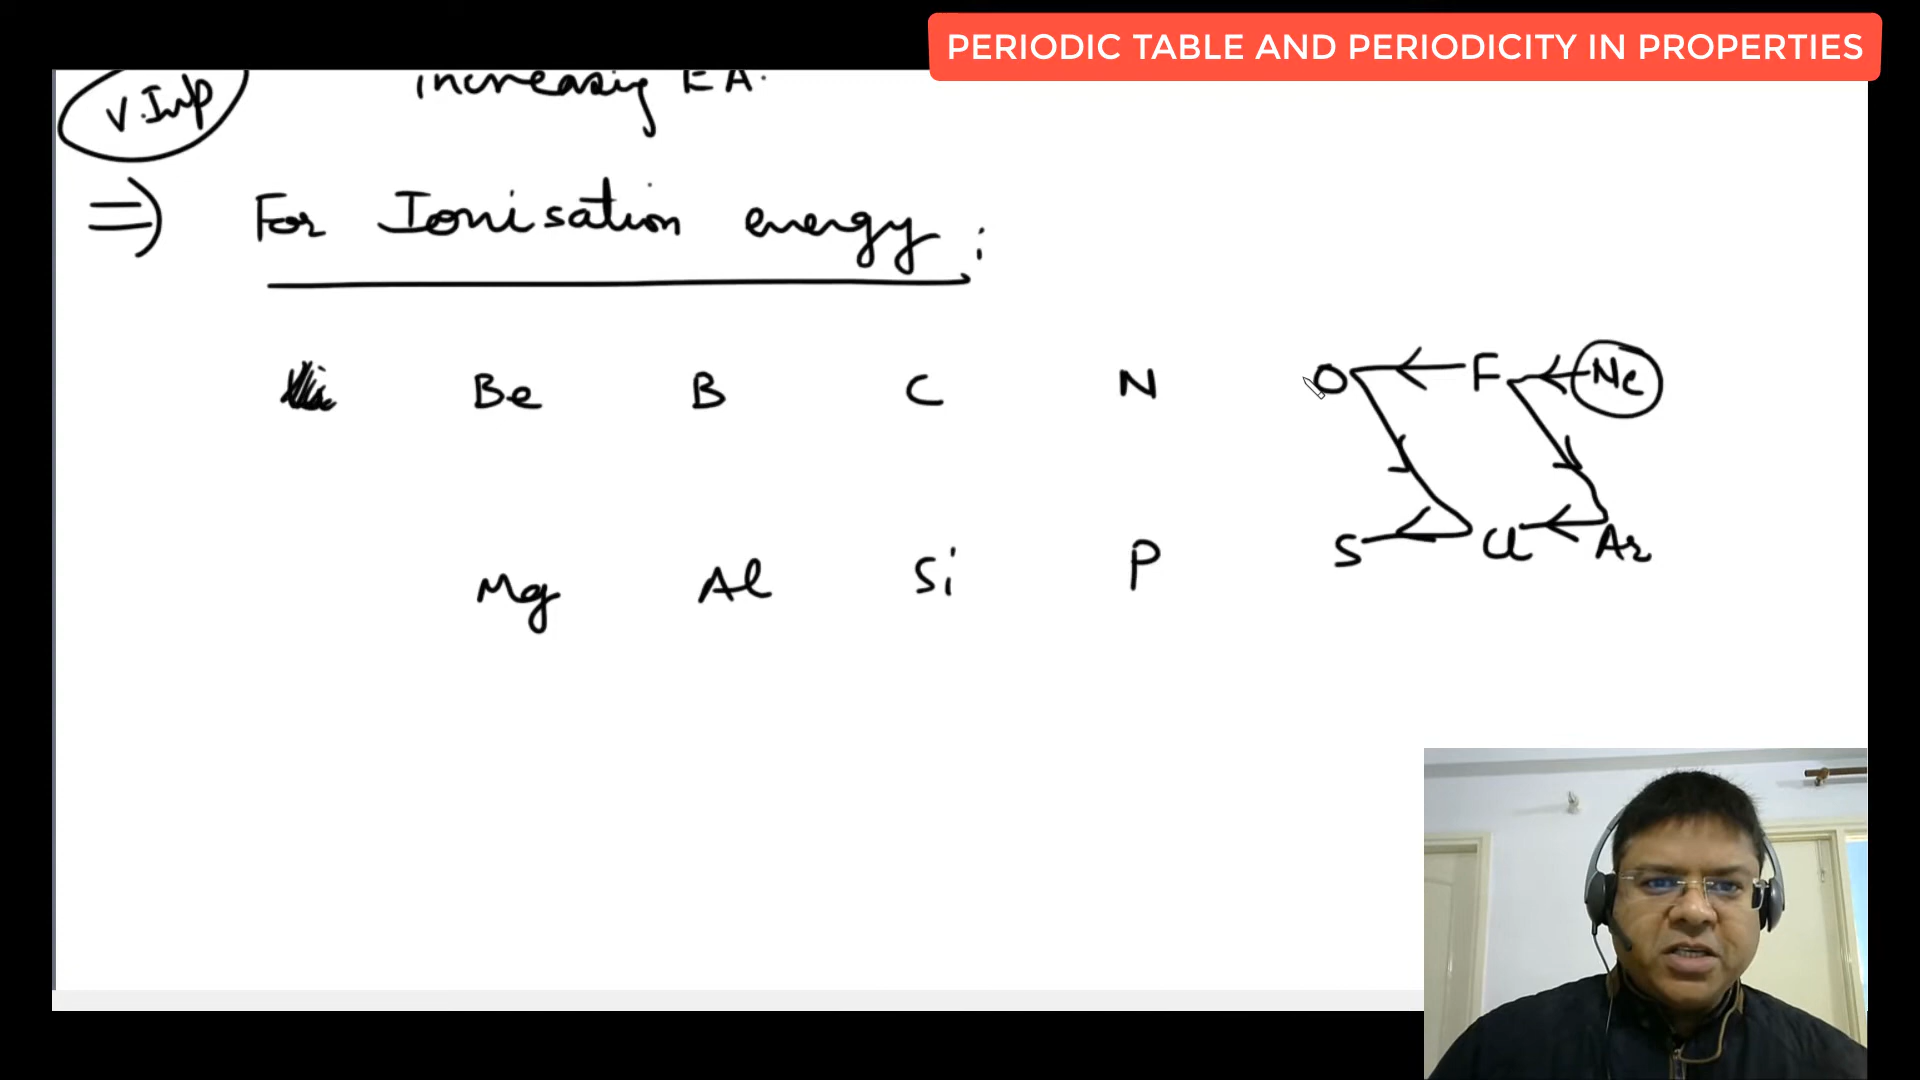 PERIODIC TABLE AND PERIODICITY IN PROPERTIES
V.Imp increasing EA.
⇒ For Ionisation energy :
Be B C N O F Ne
Mg Al Si P S Cl Ar